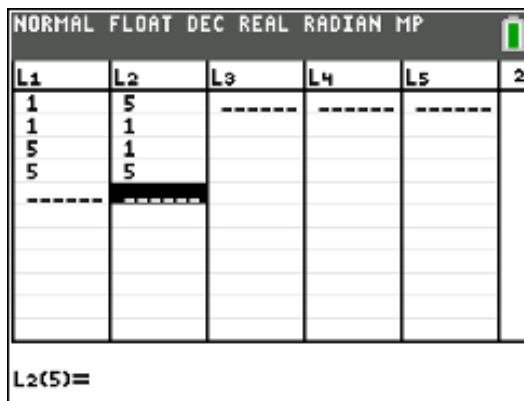 NORMAL FLOAT DEC REAL RADIAN MP
L1 L2 L3 L4 L5 2
1 5 ------ ------ ------
1 1
5 1
5 5
------ ------
L2(5)=